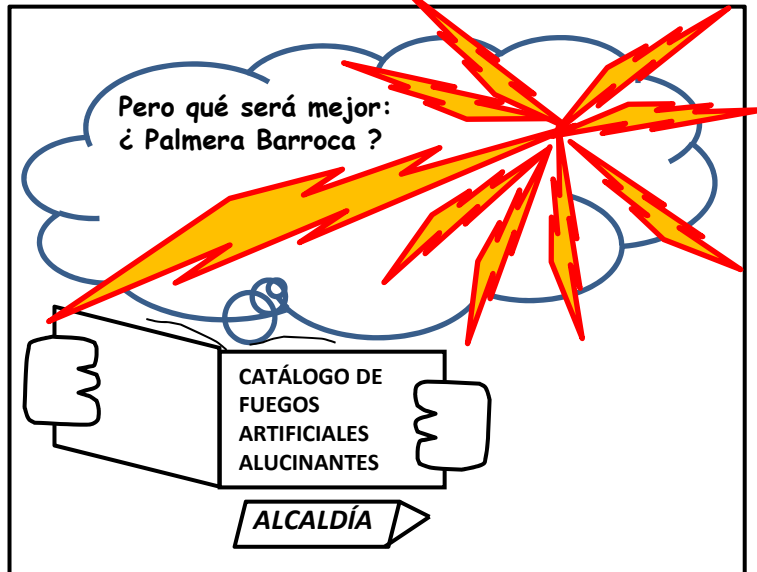 Pero qué será mejor:
¿ Palmera Barroca ?
CATÁLOGO DE
FUEGOS
ARTIFICIALES
ALUCINANTES
ALCALDÍA